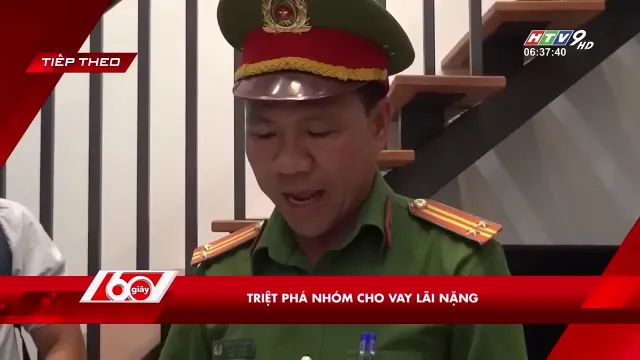 TIẾP THEO
HTV9 HD
06:37:40
60 giây
TRIỆT PHÁ NHÓM CHO VAY LÃI NẶNG